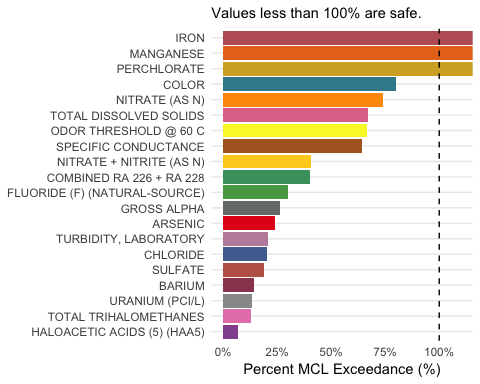 Values less than 100% are safe.
IRON
MANGANESE
PERCHLORATE
COLOR
NITRATE (AS N)
TOTAL DISSOLVED SOLIDS
ODOR THRESHOLD @ 60 C
SPECIFIC CONDUCTANCE
NITRATE + NITRITE (AS N)
COMBINED RA 226 + RA 228
FLUORIDE (F) (NATURAL-SOURCE)
GROSS ALPHA
ARSENIC
TURBIDITY, LABORATORY
CHLORIDE
SULFATE
BARIUM
URANIUM (PCI/L)
TOTAL TRIHALOMETHANES
HALOACETIC ACIDS (5) (HAA5)
0% 25% 50% 75% 100%
Percent MCL Exceedance (%)